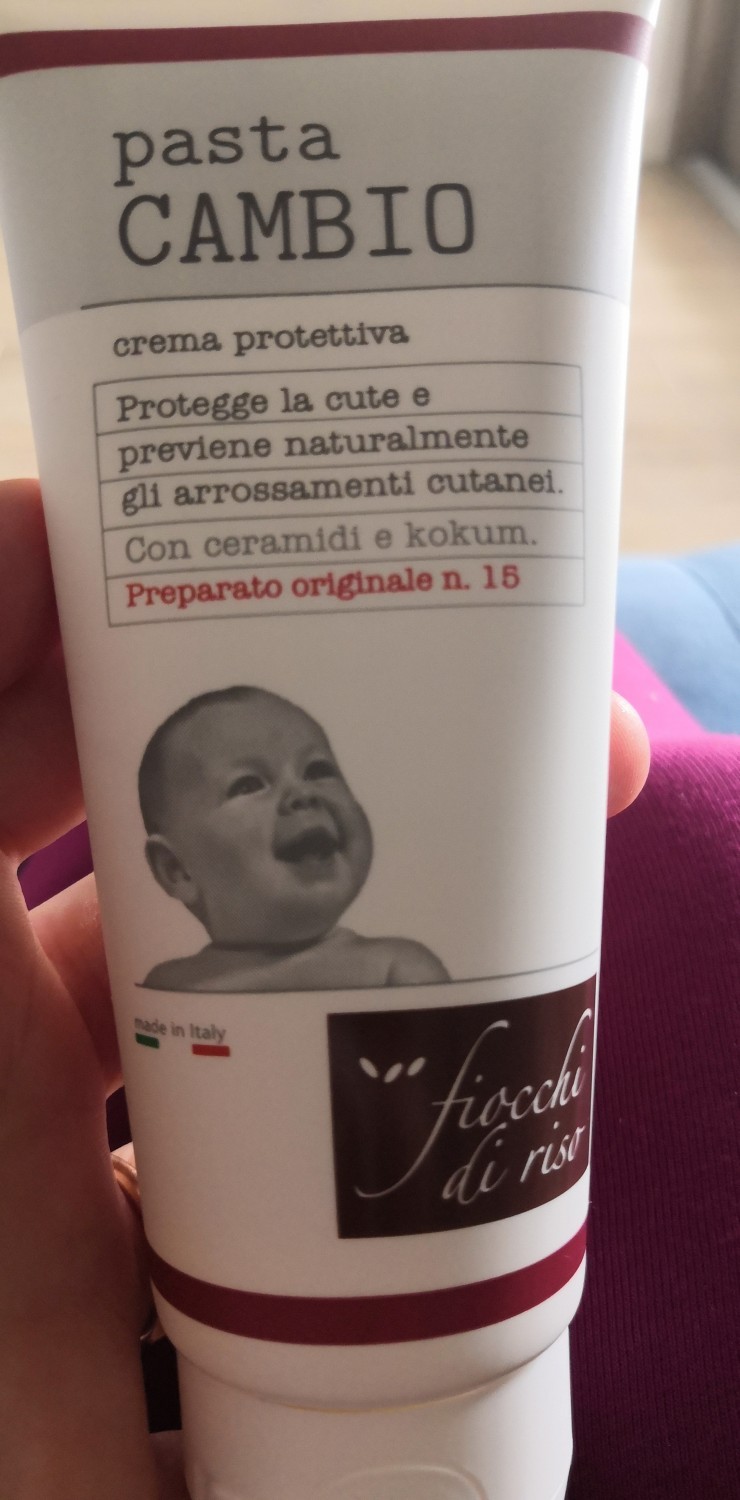 pasta
CAMBIO
crema protettiva
Protegge la cute e
previene naturalmente
gli arrossamenti cutanei.
Con ceramidi e kokum.
Preparato originale n. 15
made in Italy
fiocchi
di riso